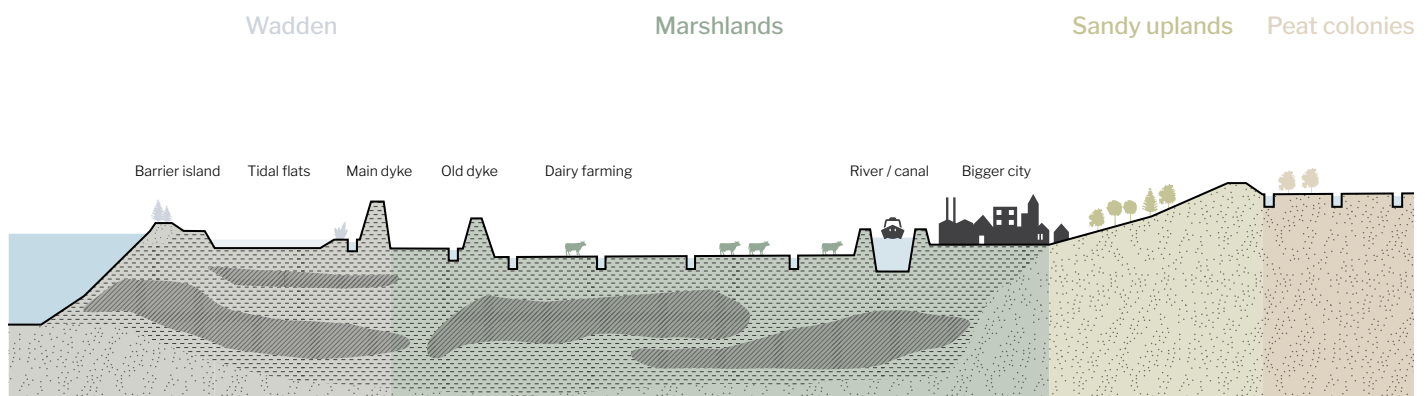 Wadden
Marshlands
Sandy uplands
Peat colonies
Barrier island
Tidal flats
Main dyke
Old dyke
Dairy farming
River / canal
Bigger city